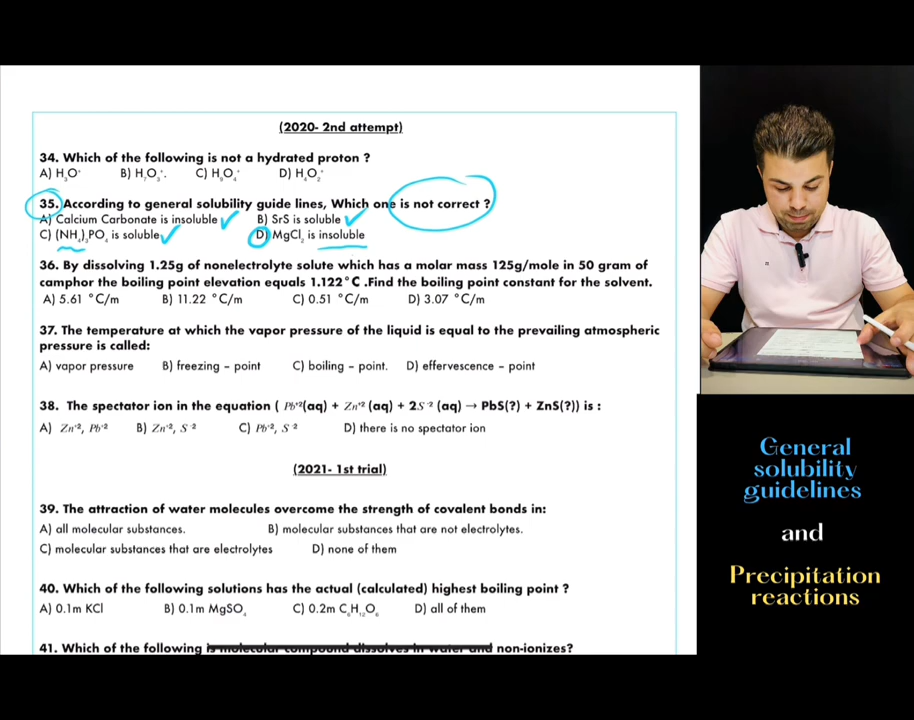 (2020- 2nd attempt)
34. Which of the following is not a hydrated proton ?
A) H₃O⁺ B) H₇O₃⁺. C) H₉O₄⁺ D) H₄O₂⁺
35. According to general solubility guide lines, Which one is not correct ?
A) Calcium Carbonate is insoluble B) SrS is soluble
C) (NH₄)₃PO₄ is soluble D) MgCl₂ is insoluble
36. By dissolving 1.25g of nonelectrolyte solute which has a molar mass 125g/mole in 50 gram of
camphor the boiling point elevation equals 1.122°C .Find the boiling point constant for the solvent.
A) 5.61 °C/m B) 11.22 °C/m C) 0.51 °C/m D) 3.07 °C/m
37. The temperature at which the vapor pressure of the liquid is equal to the prevailing atmospheric
pressure is called:
A) vapor pressure B) freezing – point C) boiling – point. D) effervescence – point
38. The spectator ion in the equation ( Pb⁺²(aq) + Zn⁺² (aq) + 2S⁻² (aq) → PbS(?) + ZnS(?)) is :
A) Zn⁺², Pb⁺² B) Zn⁺², S⁻² C) Pb⁺², S⁻² D) there is no spectator ion
(2021- 1st trial)
39. The attraction of water molecules overcome the strength of covalent bonds in:
A) all molecular substances. B) molecular substances that are not electrolytes.
C) molecular substances that are electrolytes D) none of them
40. Which of the following solutions has the actual (calculated) highest boiling point ?
A) 0.1m KCl B) 0.1m MgSO₄ C) 0.2m C₆H₁₂O₆ D) all of them
41. Which of the following is molecular compound dissolves in water and non-ionizes?
General
solubility
guidelines
and
Precipitation
reactions